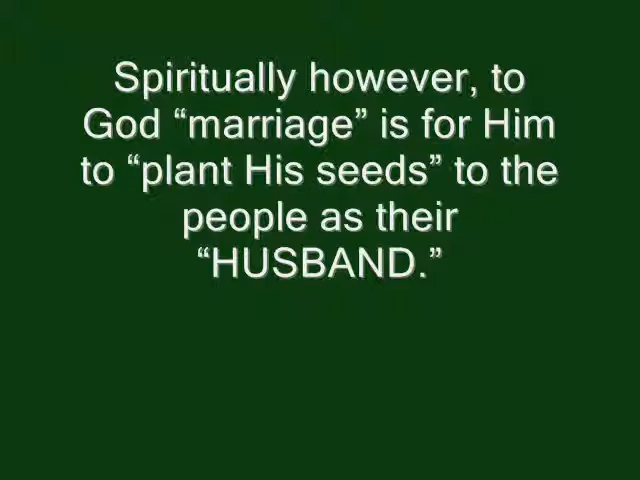 Spiritually however, to
God “marriage” is for Him
to “plant His seeds” to the
people as their
“HUSBAND.”